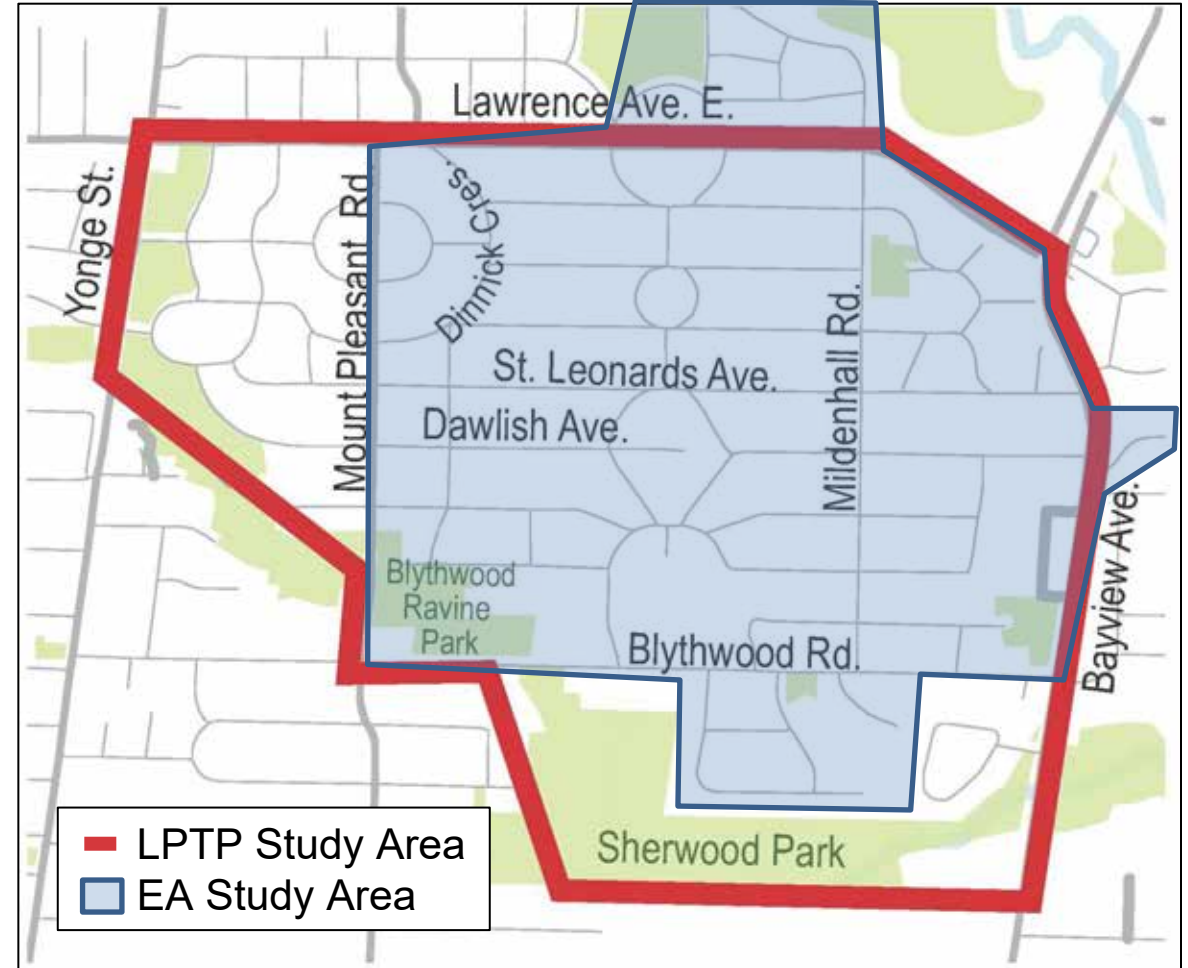 Lawrence Ave. E.
Yonge St.
Mount Pleasant Rd.
Dinnick Cres.
St. Leonards Ave.
Dawlish Ave.
Mildenhall Rd.
Blythwood
Ravine
Park
Blythwood Rd.
Bayview Ave.
Sherwood Park
LPTP Study Area
EA Study Area